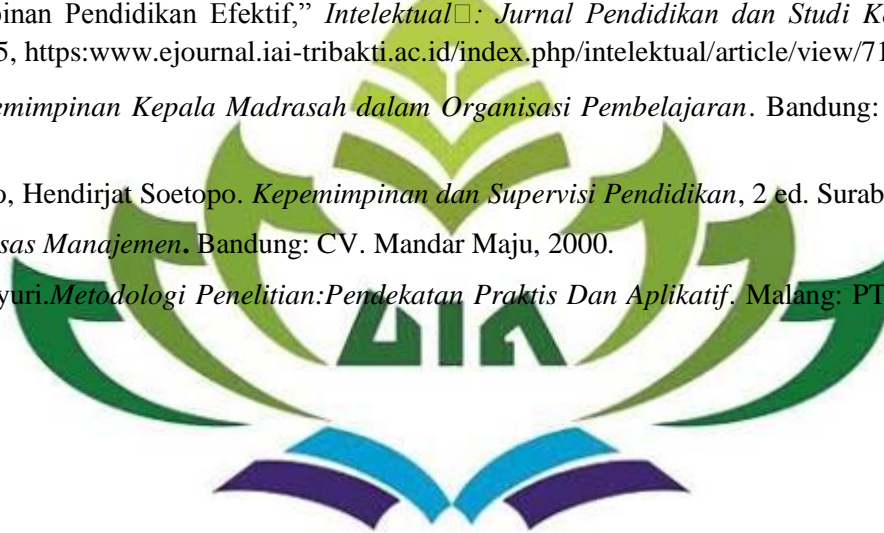 pinan Pendidikan Efektif,” Intelektual□: Jurnal Pendidikan dan Studi K
5, https:www.ejournal.iai-tribakti.ac.id/index.php/intelektual/article/view/71
emimpinan Kepala Madrasah dalam Organisasi Pembelajaran. Bandung:
o, Hendirjat Soetopo. Kepemimpinan dan Supervisi Pendidikan, 2 ed. Surab
sas Manajemen. Bandung: CV. Mandar Maju, 2000.
yuri.Metodologi Penelitian:Pendekatan Praktis Dan Aplikatif. Malang: PT
UIN